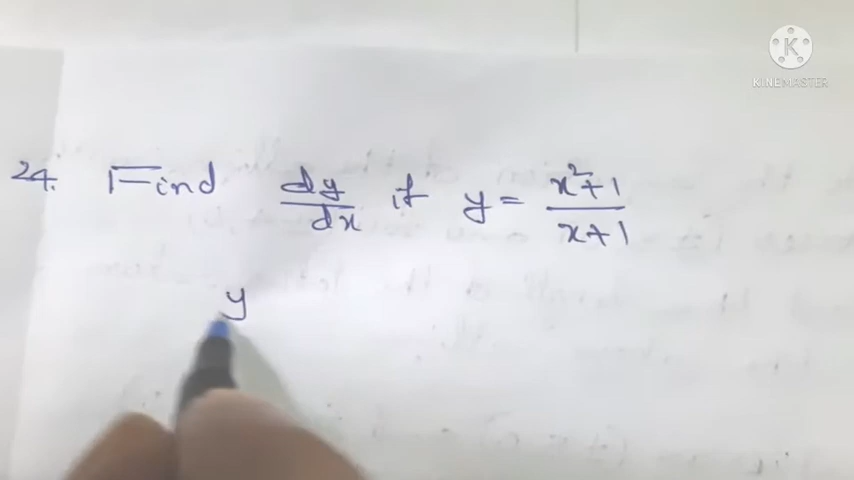 K
KINEMASTER
24. Find dy/dx if y = x²+1/x+1
y